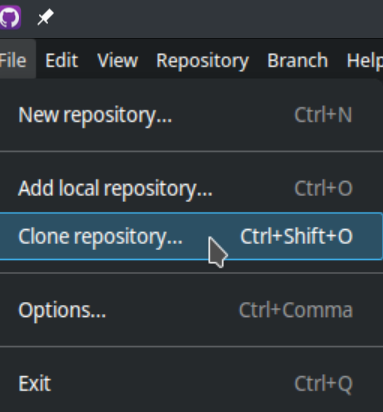 File Edit View Repository Branch Help
New repository... Ctrl+N
Add local repository... Ctrl+O
Clone repository... Ctrl+Shift+O
Options... Ctrl+Comma
Exit Ctrl+Q